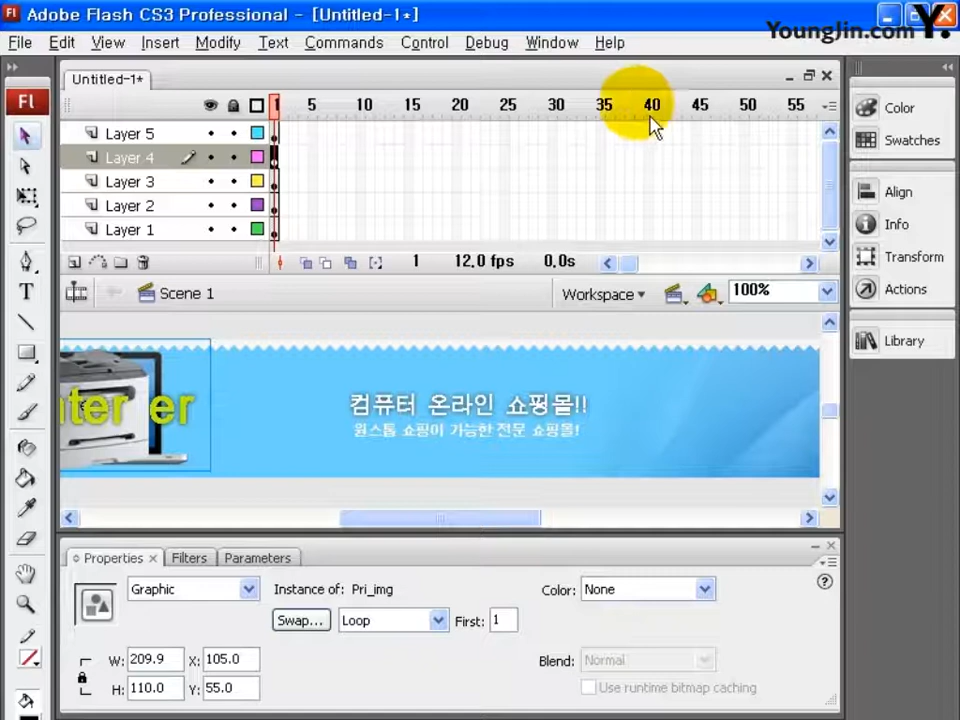 Adobe Flash CS3 Professional - [Untitled-1*]
YoungJin.com Y.
File Edit View Insert Modify Text Commands Control Debug Window Help
Untitled-1*
Fl
1 5 10 15 20 25 30 35 40 45 50 55
Layer 5
Layer 4
Layer 3
Layer 2
Layer 1
1 12.0 fps 0.0s
Scene 1
Workspace
100%
Color
Swatches
Align
Info
Transform
Actions
Library
T
er
컴퓨터 온라인 쇼핑몰!!
원스톱 쇼핑이 가능한 전문 쇼핑몰!
Properties Filters Parameters
Graphic Instance of: Pri_img Color: None
Swap... Loop First: 1
W: 209.9 X: 105.0
H: 110.0 Y: 55.0
Blend: Normal
Use runtime bitmap caching